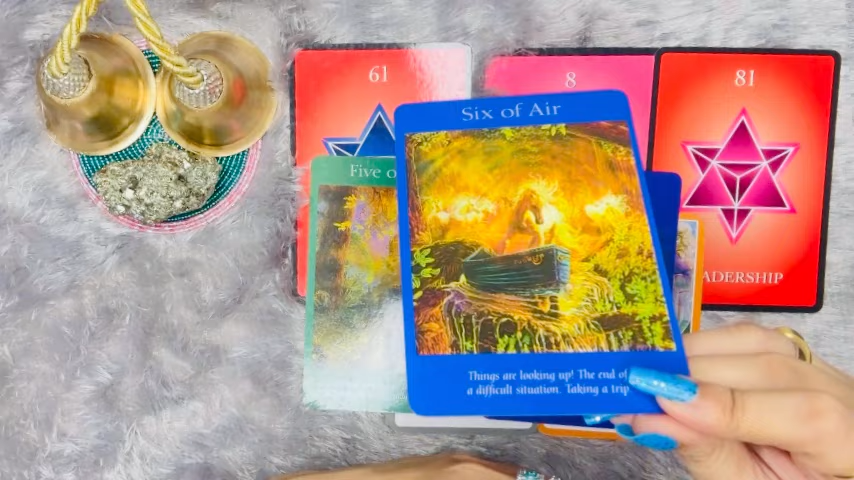 61
8
81
Six of Air
Five o
ADERSHIP
Things are looking up! The end of
a difficult situation. Taking a trip